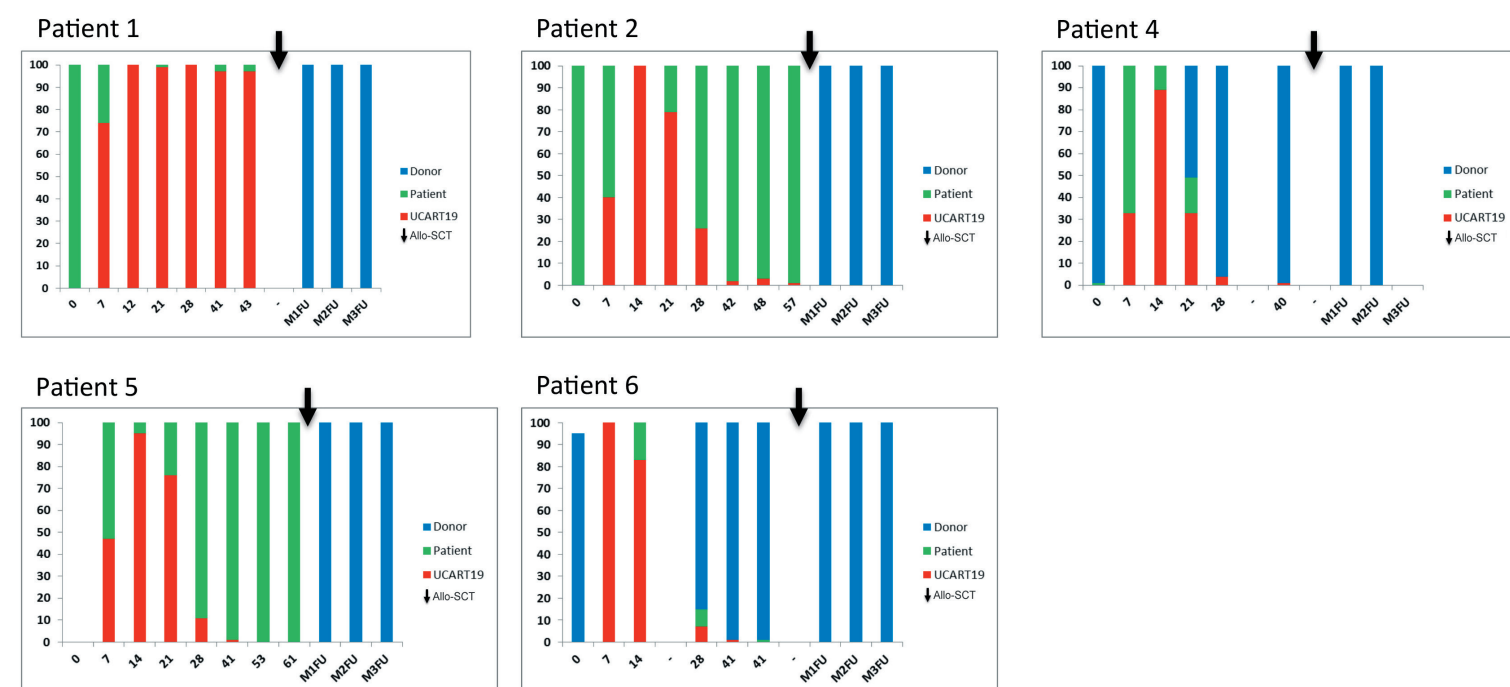 Patient 1
100
90
80
70
60
50
40
30
20
10
0
0 7 12 21 28 41 43 - M1FU M2FU M3FU
Donor
Patient
UCART19
Allo-SCT
Patient 2
100
90
80
70
60
50
40
30
20
10
0
0 7 14 21 28 42 48 57 M1FU M2FU M3FU
Donor
Patient
UCART19
Allo-SCT
Patient 4
100
90
80
70
60
50
40
30
20
10
0
0 7 14 21 28 - 40 - M1FU M2FU M3FU
Donor
Patient
UCART19
Allo-SCT
Patient 5
100
90
80
70
60
50
40
30
20
10
0
0 7 14 21 28 41 53 61 M1FU M2FU M3FU
Donor
Patient
UCART19
Allo-SCT
Patient 6
100
90
80
70
60
50
40
30
20
10
0
0 7 14 - 28 41 41 - M1FU M2FU M3FU
Donor
Patient
UCART19
Allo-SCT